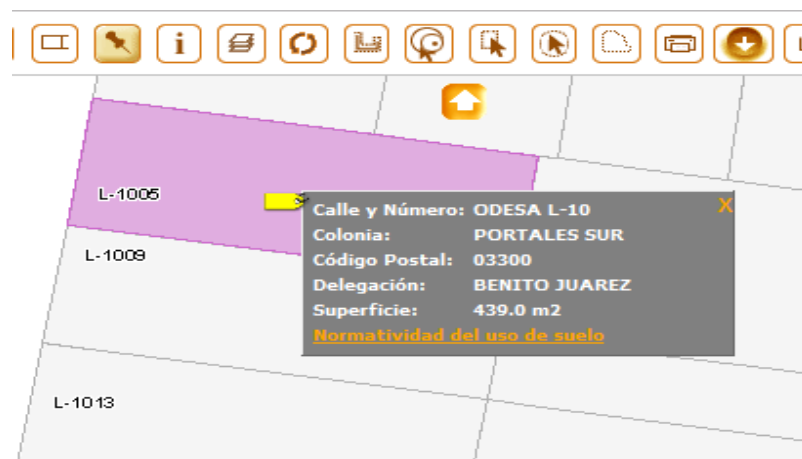 L-1005
Calle y Número: ODESA L-10 X
Colonia: PORTALES SUR
L-1009
Código Postal: 03300
Delegación: BENITO JUAREZ
Superficie: 439.0 m2
Normatividad del uso de suelo
L-1013